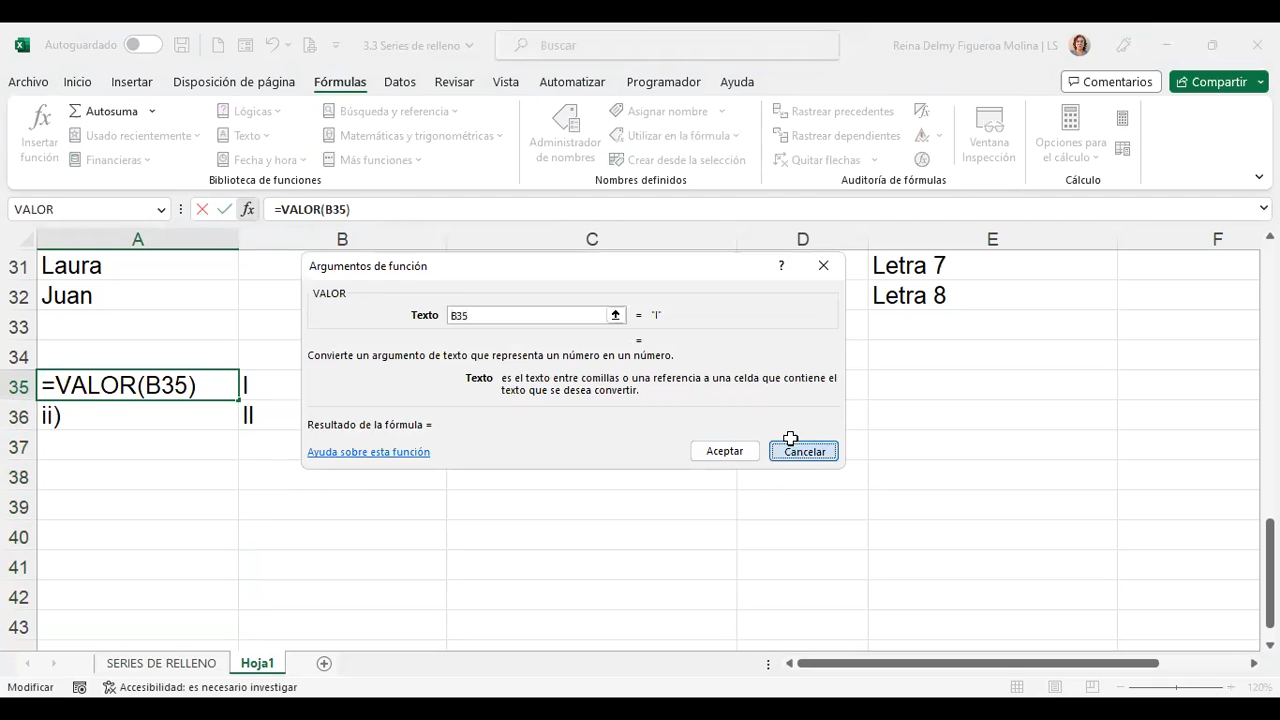 Autoguardado
3.3 Series de relleno
Buscar
Reina Delmy Figueroa Molina | LS
Archivo Inicio Insertar Disposición de página Fórmulas Datos Revisar Vista Automatizar Programador Ayuda
Comentarios
Compartir
Insertar función
Autosuma
Usado recientemente
Financieras
Lógicas
Texto
Fecha y hora
Búsqueda y referencia
Matemáticas y trigonométricas
Más funciones
Biblioteca de funciones
Administrador de nombres
Asignar nombre
Utilizar en la fórmula
Crear desde la selección
Nombres definidos
Rastrear precedentes
Rastrear dependientes
Quitar flechas
Auditoría de fórmulas
Ventana Inspección
Opciones para el cálculo
Cálculo
VALOR
fx
=VALOR(B35)
A B C D E F
31 Laura Letra 7
32 Juan Letra 8
33
34
35 =VALOR(B35) I
36 ii) II
37
38
39
40
41
42
43
Argumentos de función
?
VALOR
Texto B35 = "I"
=
Convierte un argumento de texto que representa un número en un número.
Texto es el texto entre comillas o una referencia a una celda que contiene el
texto que se desea convertir.
Resultado de la fórmula =
Ayuda sobre esta función
Aceptar
Cancelar
SERIES DE RELLENO Hoja1
Modificar
Accesibilidad: es necesario investigar
120%